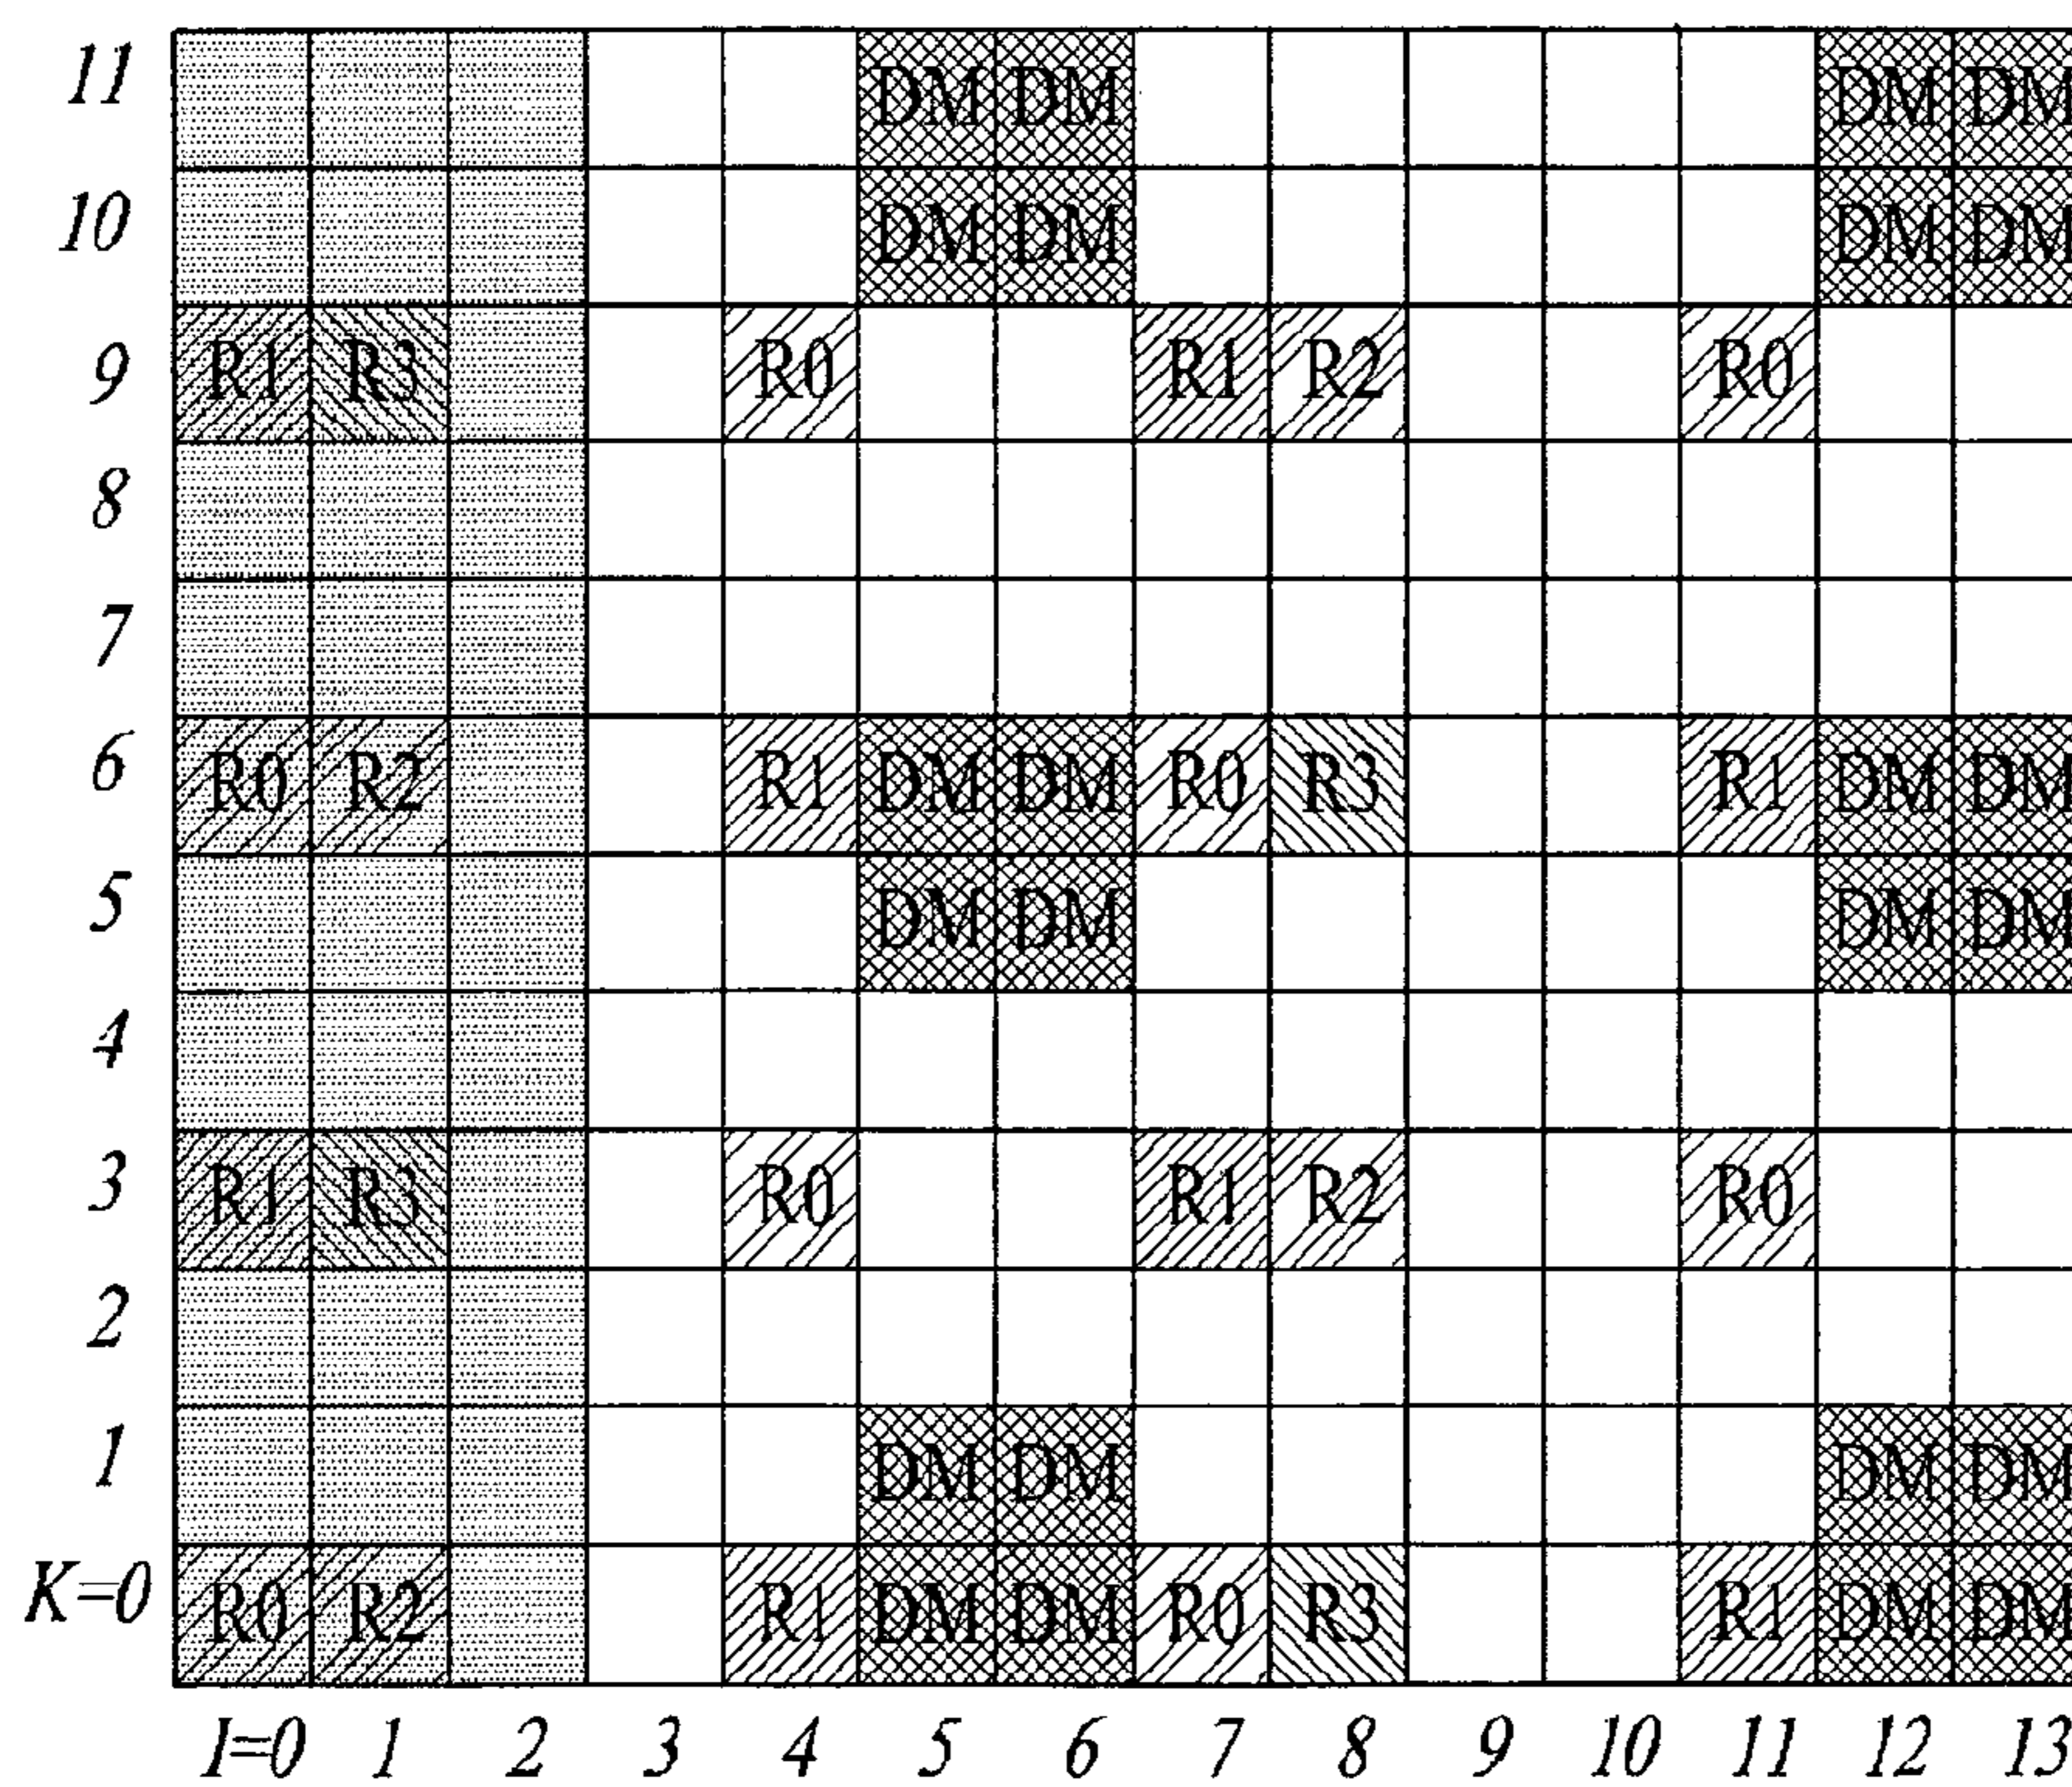 11 DM DM DM DM
10 DM DM DM DM
9 R1 R3 R0 R1 R2 R0
8
7
6 R0 R2 R1 DM DM R0 R3 R1 DM DM
5 DM DM DM DM
4
3 R1 R3 R0 R1 R2 R0
2
1 DM DM DM DM
K=0 R0 R2 R1 DM DM R0 R3 R1 DM DM
I=0 1 2 3 4 5 6 7 8 9 10 11 12 13